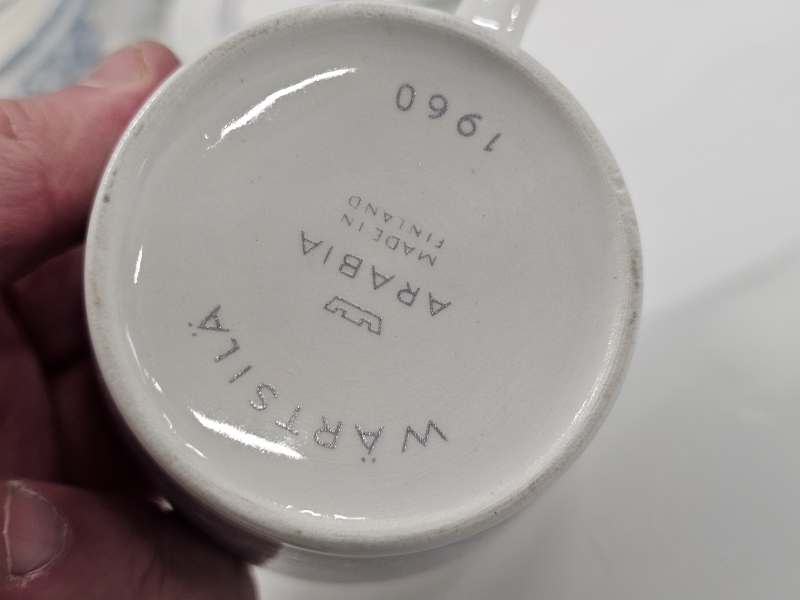 WÄRTSILÄ
ARABIA
MADE IN
FINLAND
1960